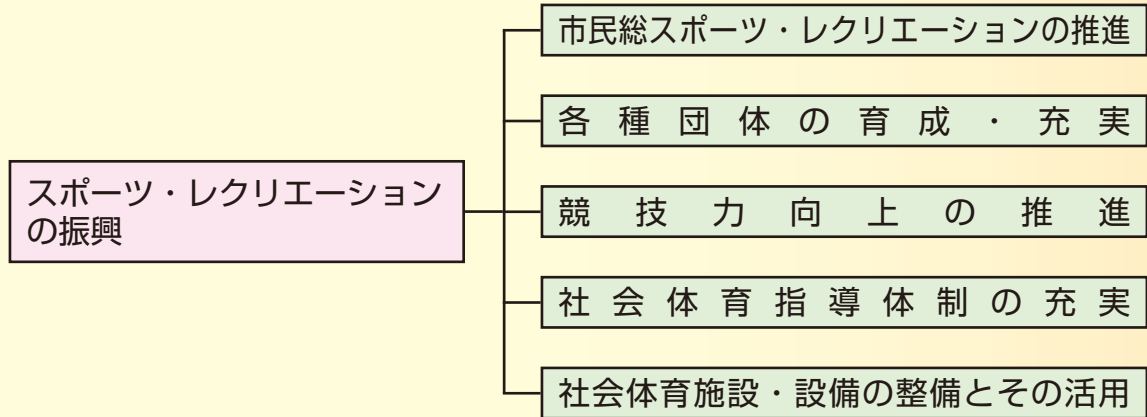 市民総スポーツ・レクリエーションの推進
各種団体の育成・充実
スポーツ・レクリエーション
の振興
競技力向上の推進
社会体育指導体制の充実
社会体育施設・設備の整備とその活用